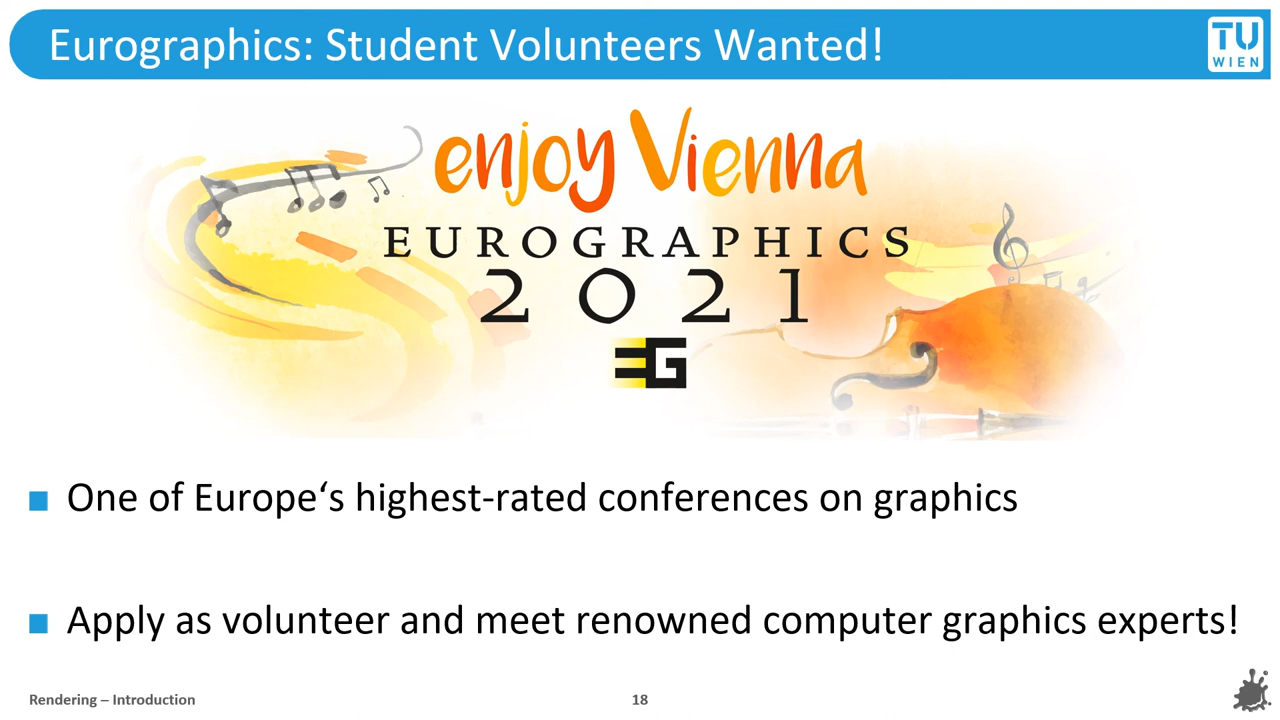 Eurographics: Student Volunteers Wanted!
TU
WIEN
enjoy Vienna
EUROGRAPHICS
2021
EG
One of Europe‘s highest-rated conferences on graphics
Apply as volunteer and meet renowned computer graphics experts!
Rendering – Introduction
18